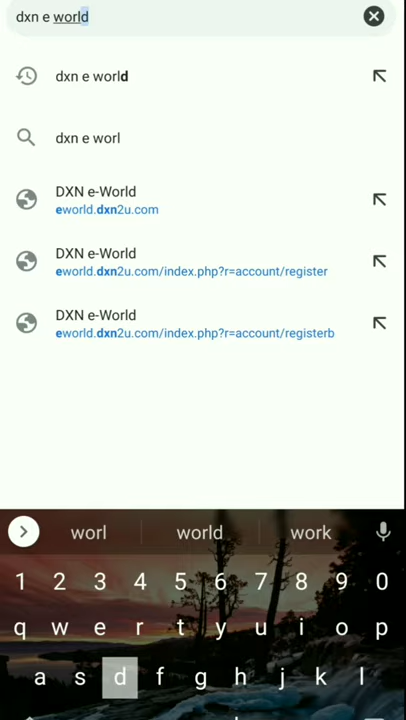 dxn e world
dxn e world
dxn e worl
DXN e-World
eworld.dxn2u.com
DXN e-World
eworld.dxn2u.com/index.php?r=account/register
DXN e-World
eworld.dxn2u.com/index.php?r=account/registerb
worl world work
1 2 3 4 5 6 7 8 9 0
q w e r t y u i o p
a s d f g h j k l